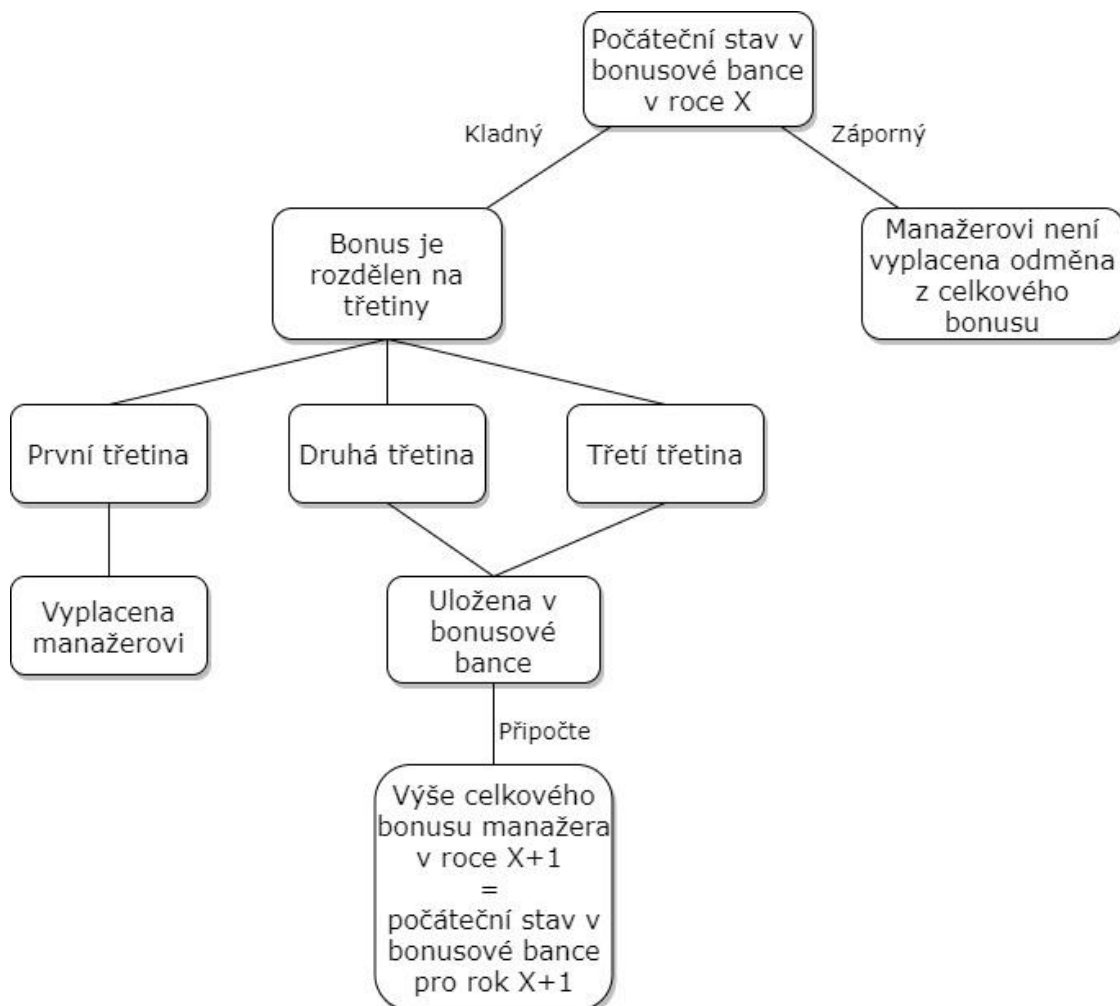 Počáteční stav v
bonusové bance
v roce X
Kladný
Záporný
Bonus je
rozdělen na
třetiny
Manažerovi není
vyplacena odměna
z celkového
bonusu
První třetina
Druhá třetina
Třetí třetina
Vyplacena
manažerovi
Uložena v
bonusové
bance
Připočte
Výše celkového
bonusu manažera
v roce X+1
=
počáteční stav v
bonusové bance
pro rok X+1